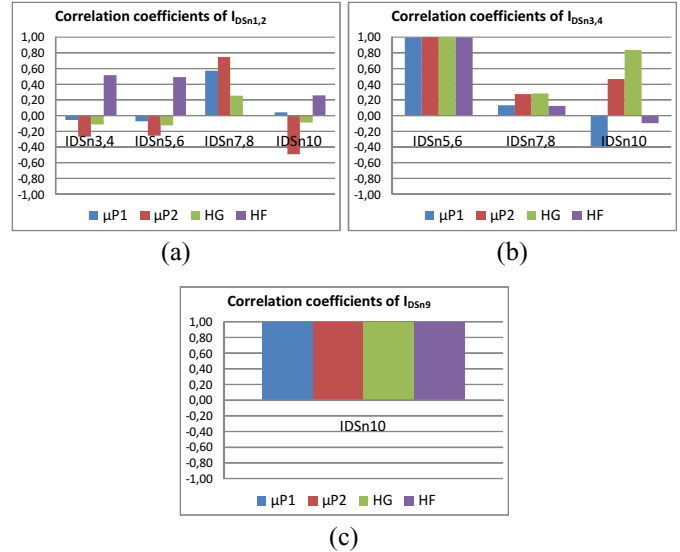 Correlation coefficients of IDSn1,2
1,00
0,80
0,60
0,40
0,20
0,00
-0,20
-0,40
-0,60
-0,80
-1,00
IDSn3,4 IDSn5,6 IDSn7,8 IDSn10
µP1 µP2 HG HF
(a)
Correlation coefficients of IDSn3,4
1,00
0,80
0,60
0,40
0,20
0,00
-0,20
-0,40
-0,60
-0,80
-1,00
IDSn5,6 IDSn7,8 IDSn10
µP1 µP2 HG HF
(b)
Correlation coefficients of IDSn9
1,00
0,80
0,60
0,40
0,20
0,00
-0,20
-0,40
-0,60
-0,80
-1,00
IDSn10
µP1 µP2 HG HF
(c)